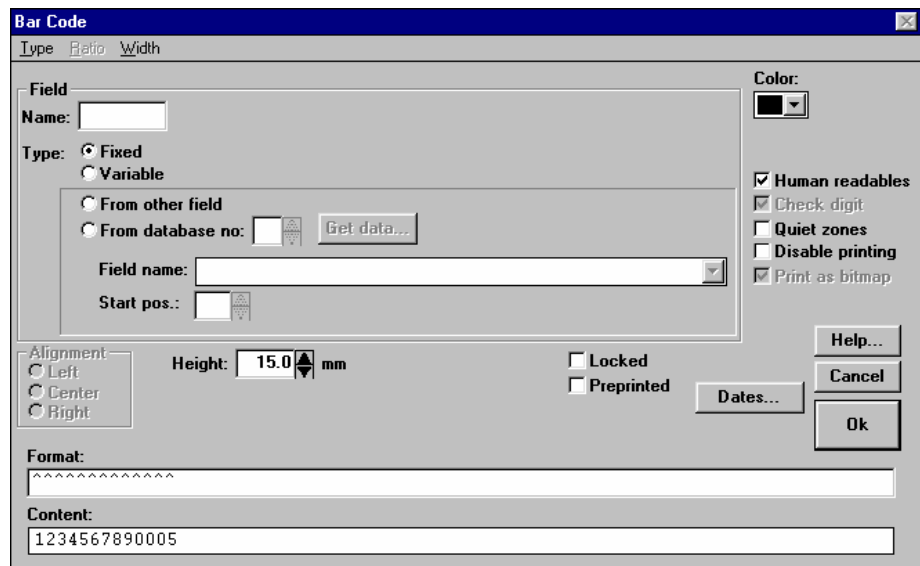 Bar Code
Type Ratio Width
Field
Name:
Type: Fixed
Variable
From other field
From database no: Get data...
Field name:
Start pos.:
Color:
Human readables
Check digit
Quiet zones
Disable printing
Print as bitmap
Alignment
Left
Center
Right
Height: 15.0 mm
Locked
Preprinted
Dates...
Help...
Cancel
Ok
Format:
^^^^^^^^^^^^^
Content:
1234567890005